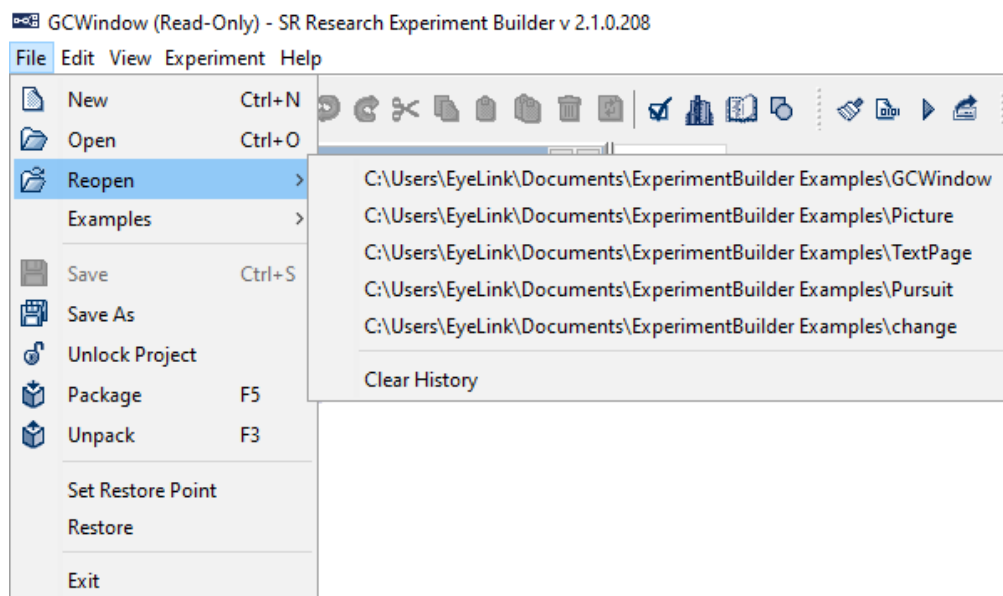 GCWindow (Read-Only) - SR Research Experiment Builder v 2.1.0.208
File Edit View Experiment Help
New Ctrl+N
Open Ctrl+O
Reopen >
Examples >
Save Ctrl+S
Save As
Unlock Project
Package F5
Unpack F3
Set Restore Point
Restore
Exit
C:\Users\EyeLink\Documents\ExperimentBuilder Examples\GCWindow
C:\Users\EyeLink\Documents\ExperimentBuilder Examples\Picture
C:\Users\EyeLink\Documents\ExperimentBuilder Examples\TextPage
C:\Users\EyeLink\Documents\ExperimentBuilder Examples\Pursuit
C:\Users\EyeLink\Documents\ExperimentBuilder Examples\change
Clear History